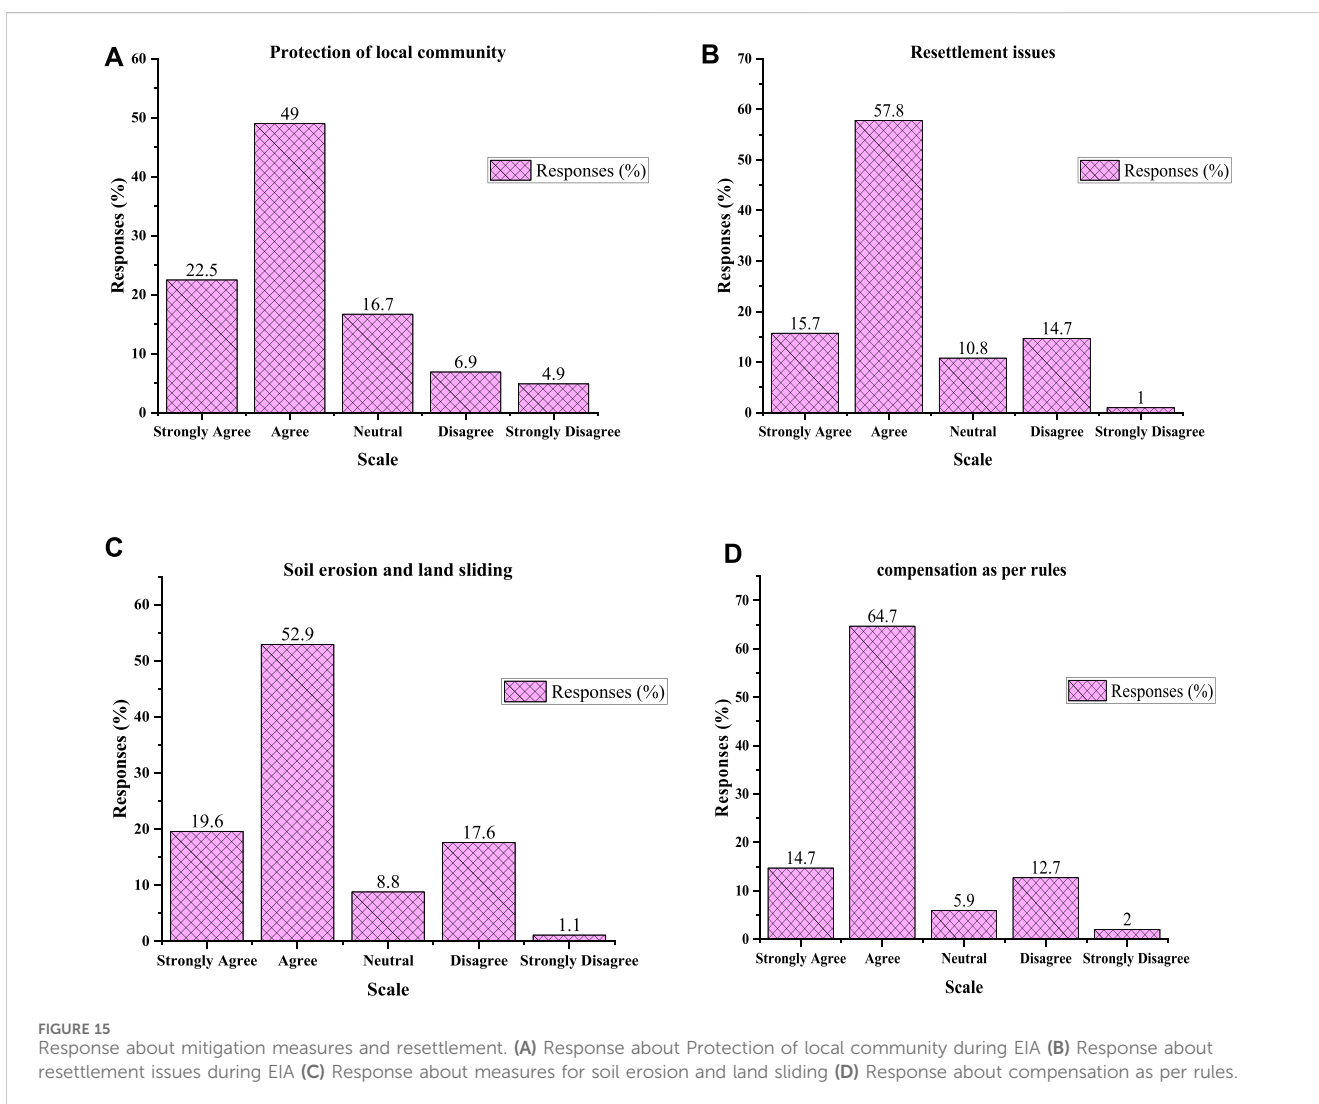 A
Protection of local community
60
50
40
30
20
10
0
Responses (%)
22.5
49
16.7
6.9
4.9
Responses (%)
Strongly Agree Agree Neutral Disagree Strongly Disagree
Scale
B
Resettlement issues
70
60
50
40
30
20
10
0
Responses (%)
15.7
57.8
10.8
14.7
1
Responses (%)
Strongly Agree Agree Neutral Disagree Strongly Disagree
Scale
C
Soil erosion and land sliding
60
50
40
30
20
10
0
Responses (%)
19.6
52.9
8.8
17.6
1.1
Responses (%)
Strongly Agree Agree Neutral Disagree Strongly Disagree
Scale
D
compensation as per rules
70
60
50
40
30
20
10
0
Responses (%)
14.7
64.7
5.9
12.7
2
Responses (%)
Strongly Agree Agree Neutral Disagree Strongly Disagree
Scale
FIGURE 15
Response about mitigation measures and resettlement. (A) Response about Protection of local community during EIA (B) Response about
resettlement issues during EIA (C) Response about measures for soil erosion and land sliding (D) Response about compensation as per rules.